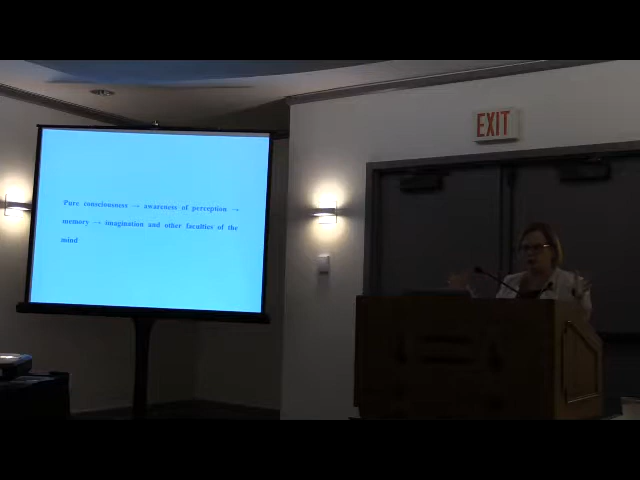 Pure consciousness → awareness of perception →
memory → imagination and other faculties of the
mind
EXIT